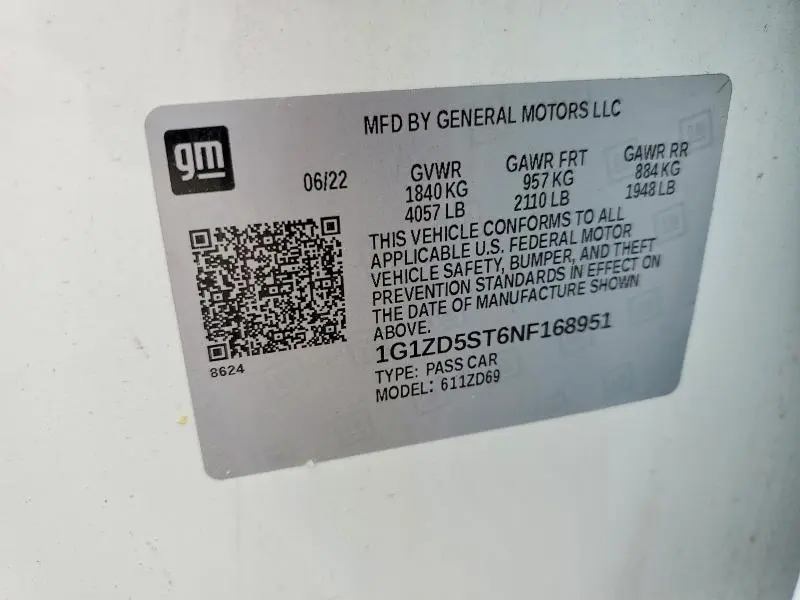 MFD BY GENERAL MOTORS LLC
gm
06/22
GVWR
1840 KG
4057 LB
GAWR FRT
957 KG
2110 LB
GAWR RR
884 KG
1948 LB
THIS VEHICLE CONFORMS TO ALL
APPLICABLE U.S. FEDERAL MOTOR
VEHICLE SAFETY, BUMPER, AND THEFT
PREVENTION STANDARDS IN EFFECT ON
THE DATE OF MANUFACTURE SHOWN
ABOVE.
1G1ZD5ST6NF168951
TYPE: PASS CAR
MODEL: 611ZD69
8624